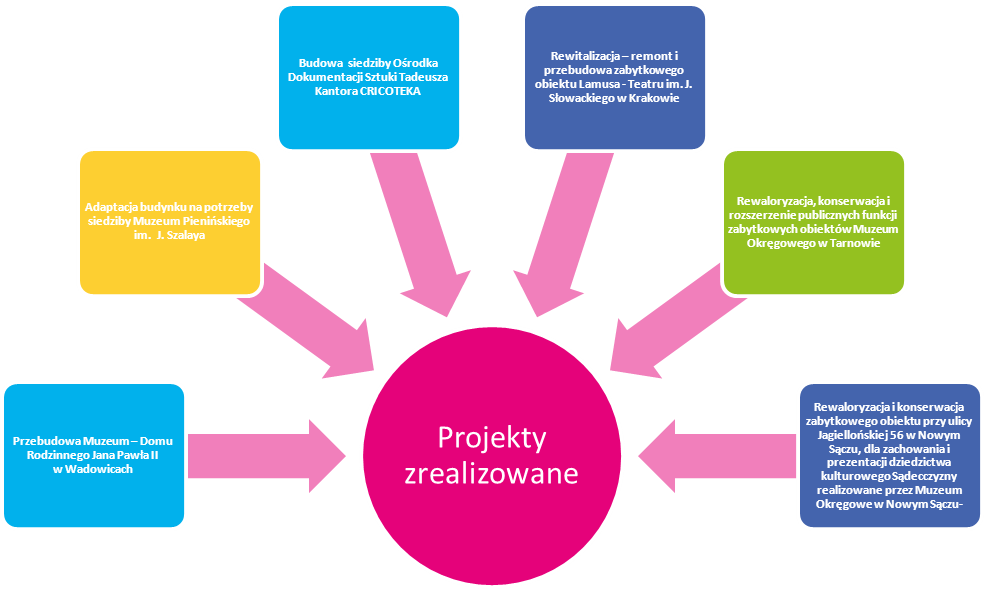 Budowa siedziby Ośrodka
Dokumentacji Sztuki Tadeusza
Kantora CRICOTEKA
Rewitalizacja – remont i
przebudowa zabytkowego
obiektu Lamusa - Teatru im. J.
Słowackiego w Krakowie
Adaptacja budynku na potrzeby
siedziby Muzeum Pienińskiego
im. J. Szalaya
Rewaloryzacja, konserwacja i
rozszerzenie publicznych funkcji
zabytkowych obiektów Muzeum
Okręgowego w Tarnowie
Przebudowa Muzeum – Domu
Rodzinnego Jana Pawła II
w Wadowicach
Projekty
zrealizowane
Rewaloryzacja i konserwacja
zabytkowego obiektu przy ulicy
Jagiellońskiej 56 w Nowym
Sączu, dla zachowania i
prezentacji dziedzictwa
kulturowego Sądecczyzny
realizowane przez Muzeum
Okręgowe w Nowym Sączu-